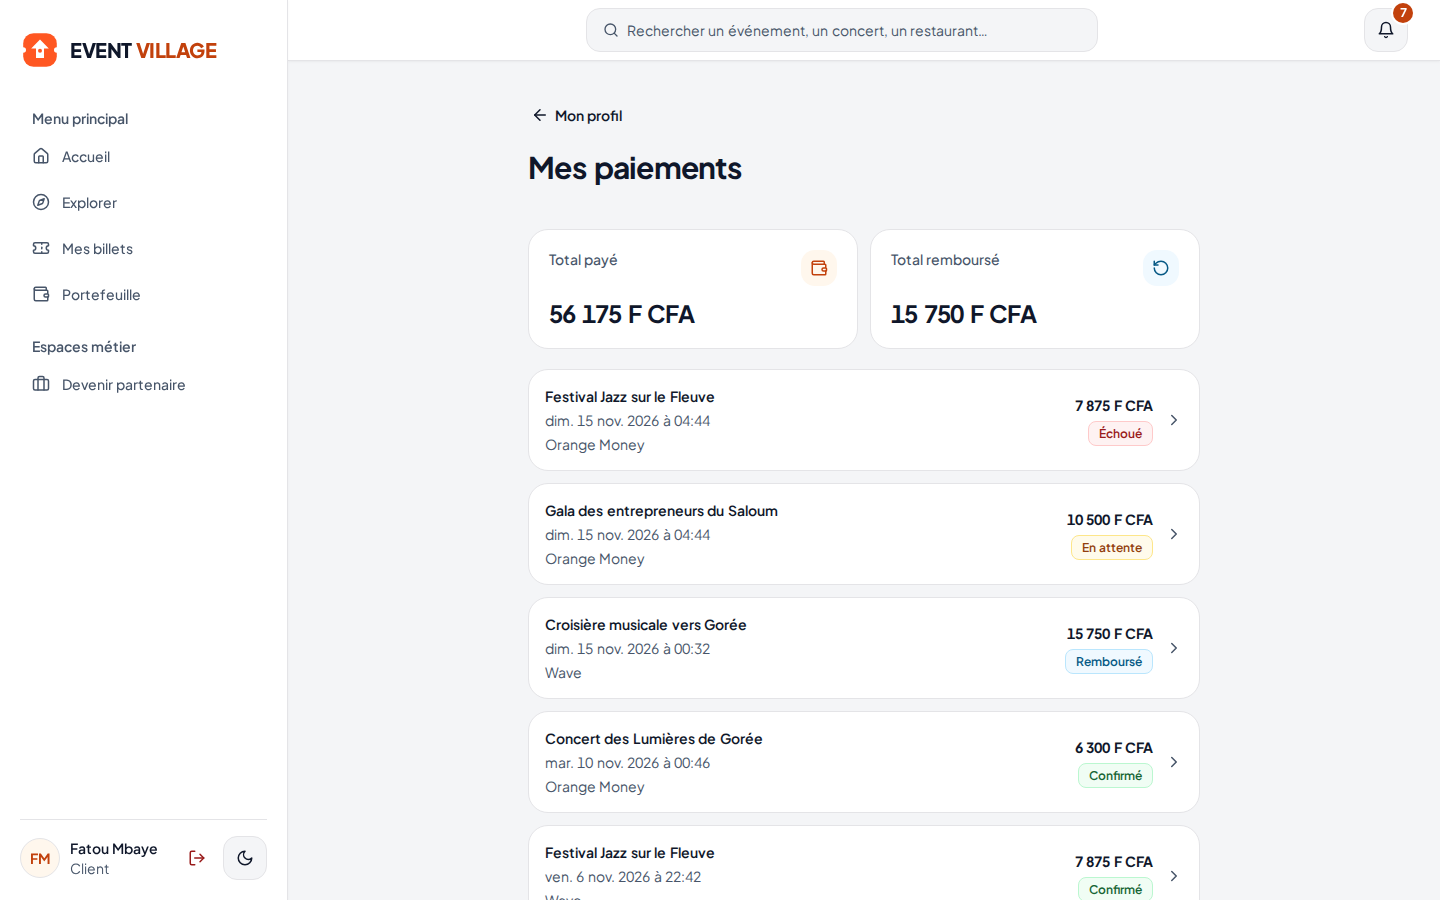 EVENT VILLAGE
Menu principal
Accueil
Explorer
Mes billets
Portefeuille
Espaces métier
Devenir partenaire
FM
Fatou Mbaye
Client
Rechercher un événement, un concert, un restaurant...
7
Mon profil
Mes paiements
Total payé
56 175 F CFA
Total remboursé
15 750 F CFA
Festival Jazz sur le Fleuve
dim. 15 nov. 2026 à 04:44
Orange Money
7 875 F CFA
Échoué
Gala des entrepreneurs du Saloum
dim. 15 nov. 2026 à 04:44
Orange Money
10 500 F CFA
En attente
Croisière musicale vers Gorée
dim. 15 nov. 2026 à 00:32
Wave
15 750 F CFA
Remboursé
Concert des Lumières de Gorée
mar. 10 nov. 2026 à 00:46
Orange Money
6 300 F CFA
Confirmé
Festival Jazz sur le Fleuve
ven. 6 nov. 2026 à 22:42
Wave
7 875 F CFA
Confirmé